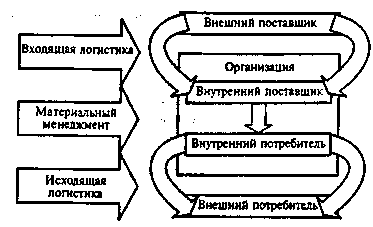 Внешний поставщик
Входящая логистика
Организация
Внутренний поставщик
Материальный
менеджмент
Внутренний потребитель
Исходящая
логистика
Внешний потребитель